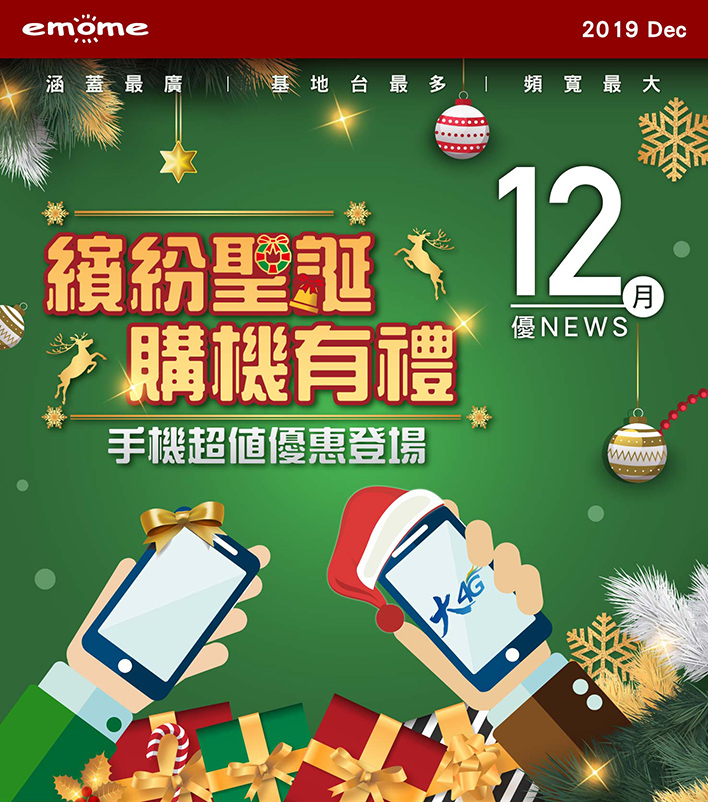 emome
2019 Dec
涵蓋最廣 | 基地台最多 | 頻寬最大
12月
優NEWS
繽紛聖誕
購機有禮
手機超值優惠登場
大4G